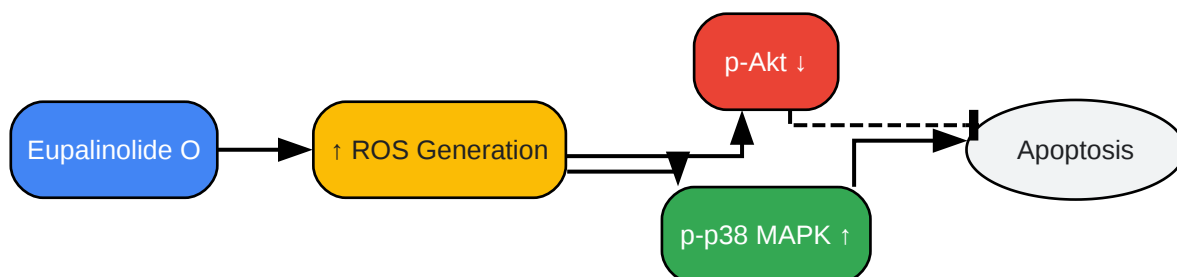 p-Akt ↓
Eupalinolide O
↑ ROS Generation
Apoptosis
p-p38 MAPK ↑